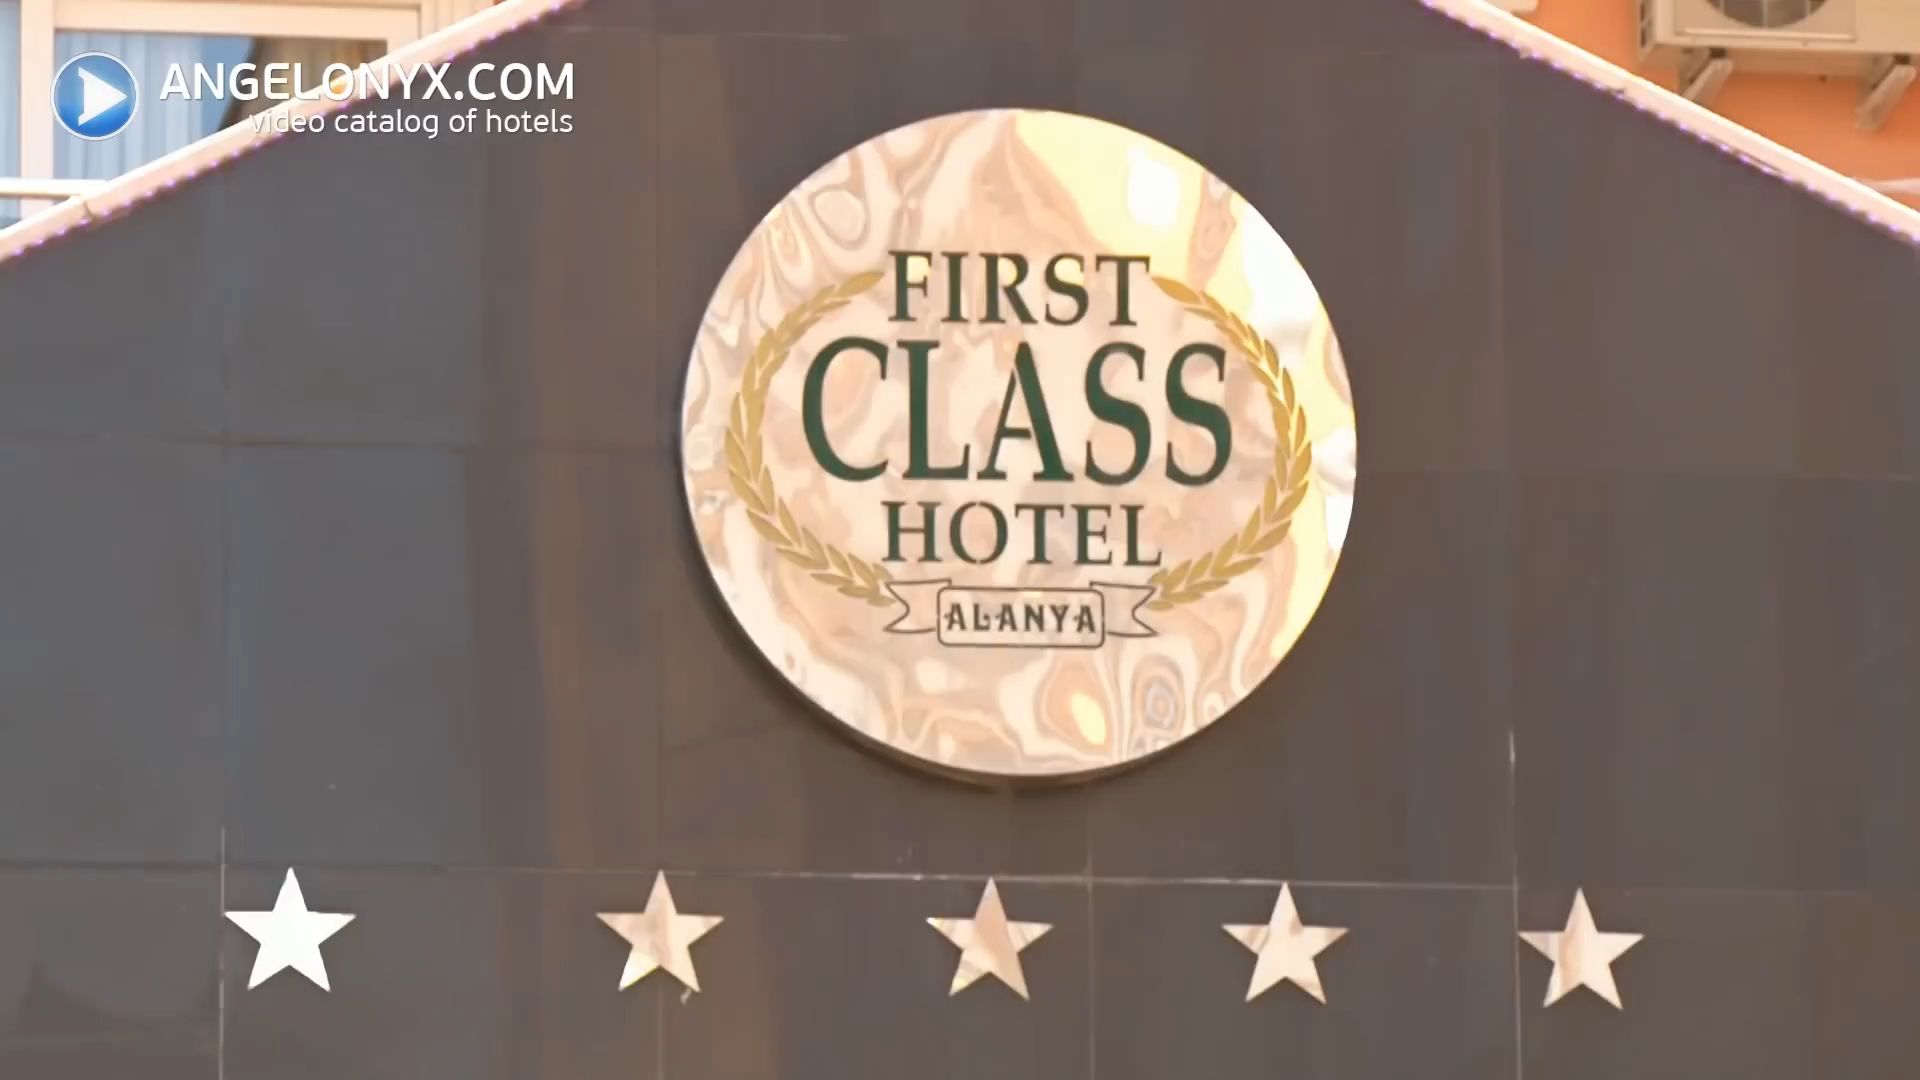 ANGELONYX.COM
video catalog of hotels
FIRST
CLASS
HOTEL
ALANYA